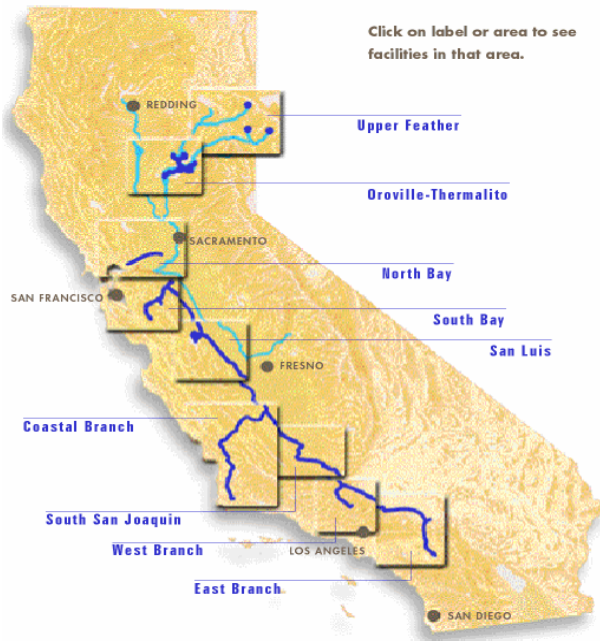 Click on label or area to see
facilities in that area.
REDDING
Upper Feather
Oroville-Thermalito
SACRAMENTO
North Bay
SAN FRANCISCO
South Bay
San Luis
FRESNO
Coastal Branch
South San Joaquin
West Branch
LOS ANGELES
East Branch
SAN DIEGO